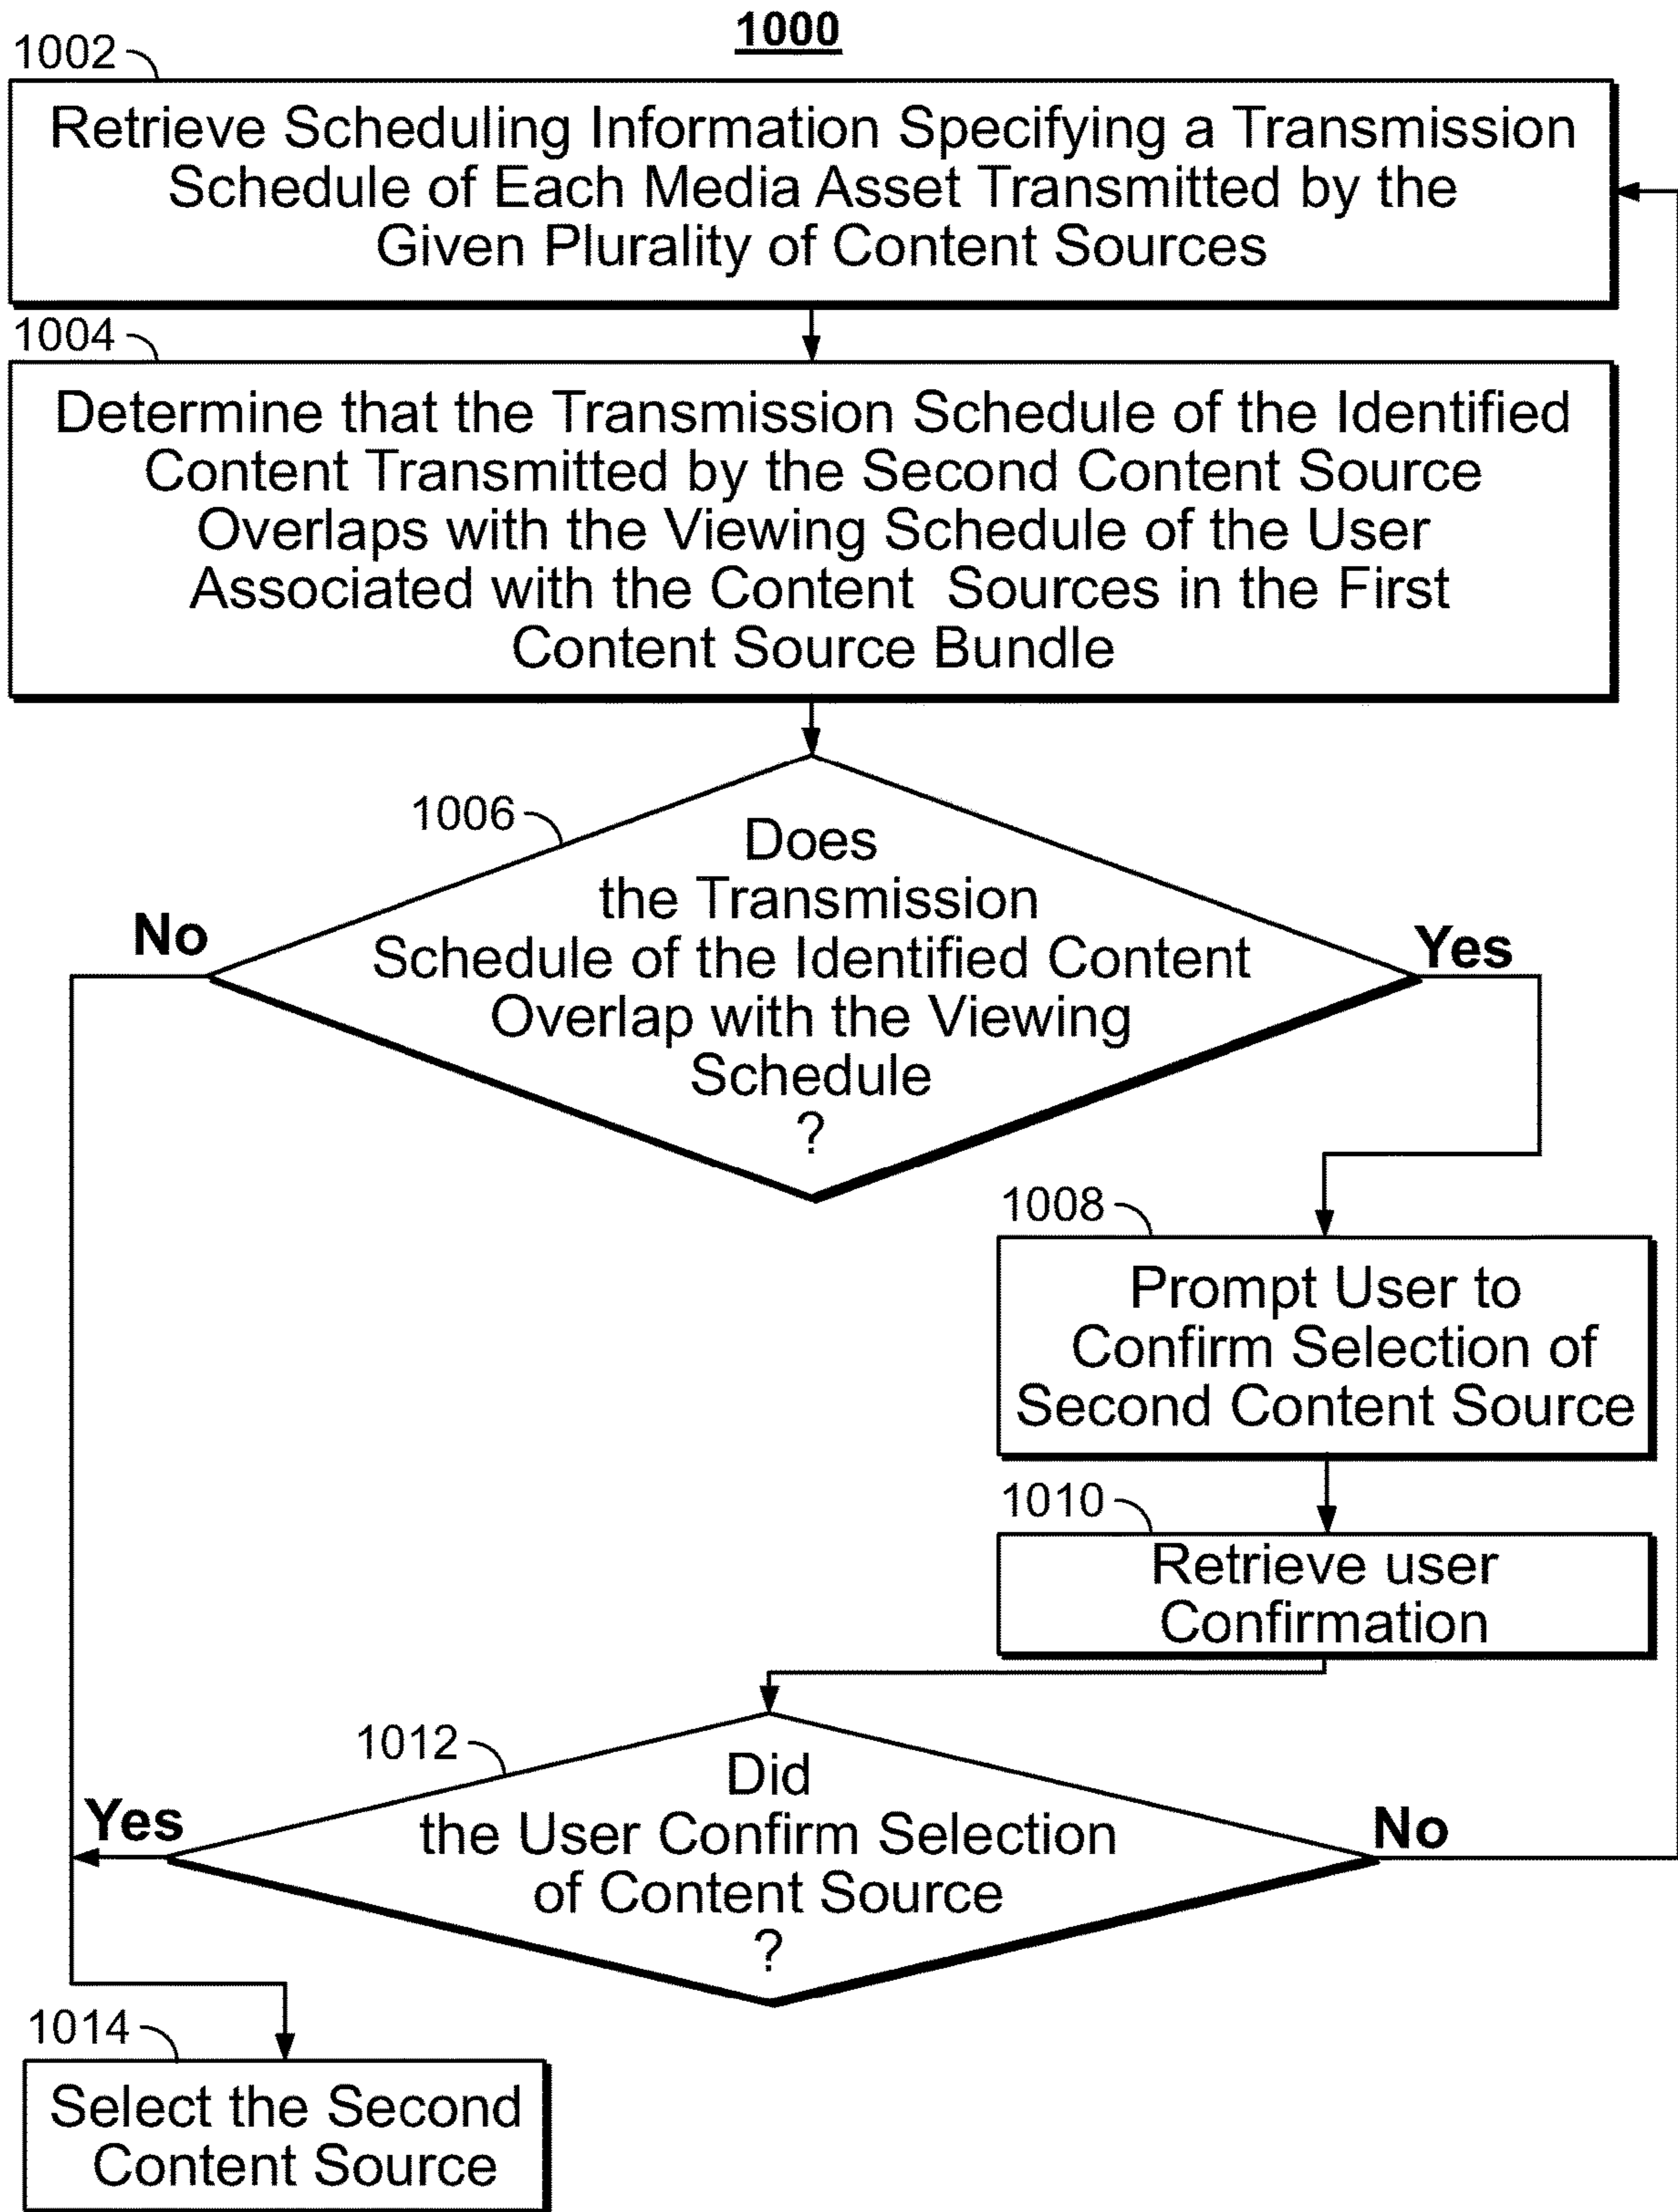 1000
1002
Retrieve Scheduling Information Specifying a Transmission
Schedule of Each Media Asset Transmitted by the
Given Plurality of Content Sources
1004
Determine that the Transmission Schedule of the Identified
Content Transmitted by the Second Content Source
Overlaps with the Viewing Schedule of the User
Associated with the Content Sources in the First
Content Source Bundle
1006
Does
the Transmission
Schedule of the Identified Content
Overlap with the Viewing
Schedule
?
No
Yes
1008
Prompt User to
Confirm Selection of
Second Content Source
1010
Retrieve user
Confirmation
1012
Did
the User Confirm Selection
of Content Source
?
Yes
No
1014
Select the Second
Content Source